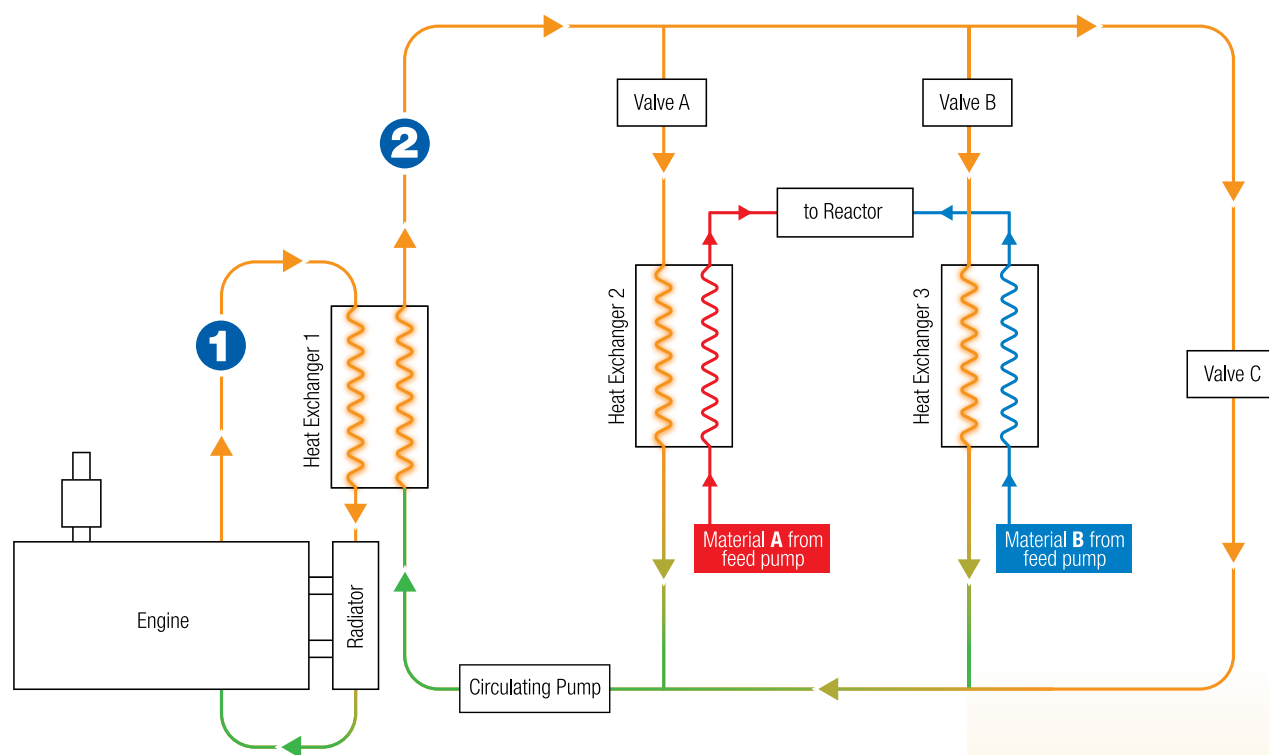 Valve A
Valve B
2
to Reactor
1
Heat Exchanger 1
Heat Exchanger 2
Heat Exchanger 3
Valve C
Material A from
feed pump
Material B from
feed pump
Engine
Radiator
Circulating Pump